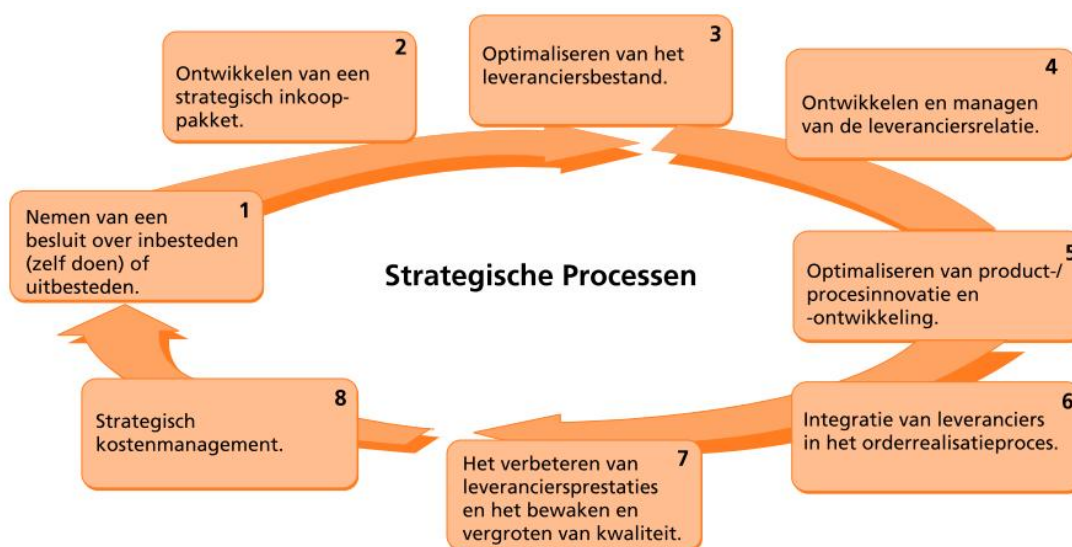 1
Nemen van een
besluit over inbesteden
(zelf doen) of
uitbesteden.
2
Ontwikkelen van een
strategisch inkoop-
pakket.
3
Optimaliseren van het
leveranciersbestand.
4
Ontwikkelen en managen
van de leveranciersrelatie.
5
Optimaliseren van product-/
procesinnovatie en
-ontwikkeling.
6
Integratie van leveranciers
in het orderrealisatieproces.
7
Het verbeteren van
leveranciersprestaties
en het bewaken en
vergroten van kwaliteit.
8
Strategisch
kostenmanagement.
Strategische Processen